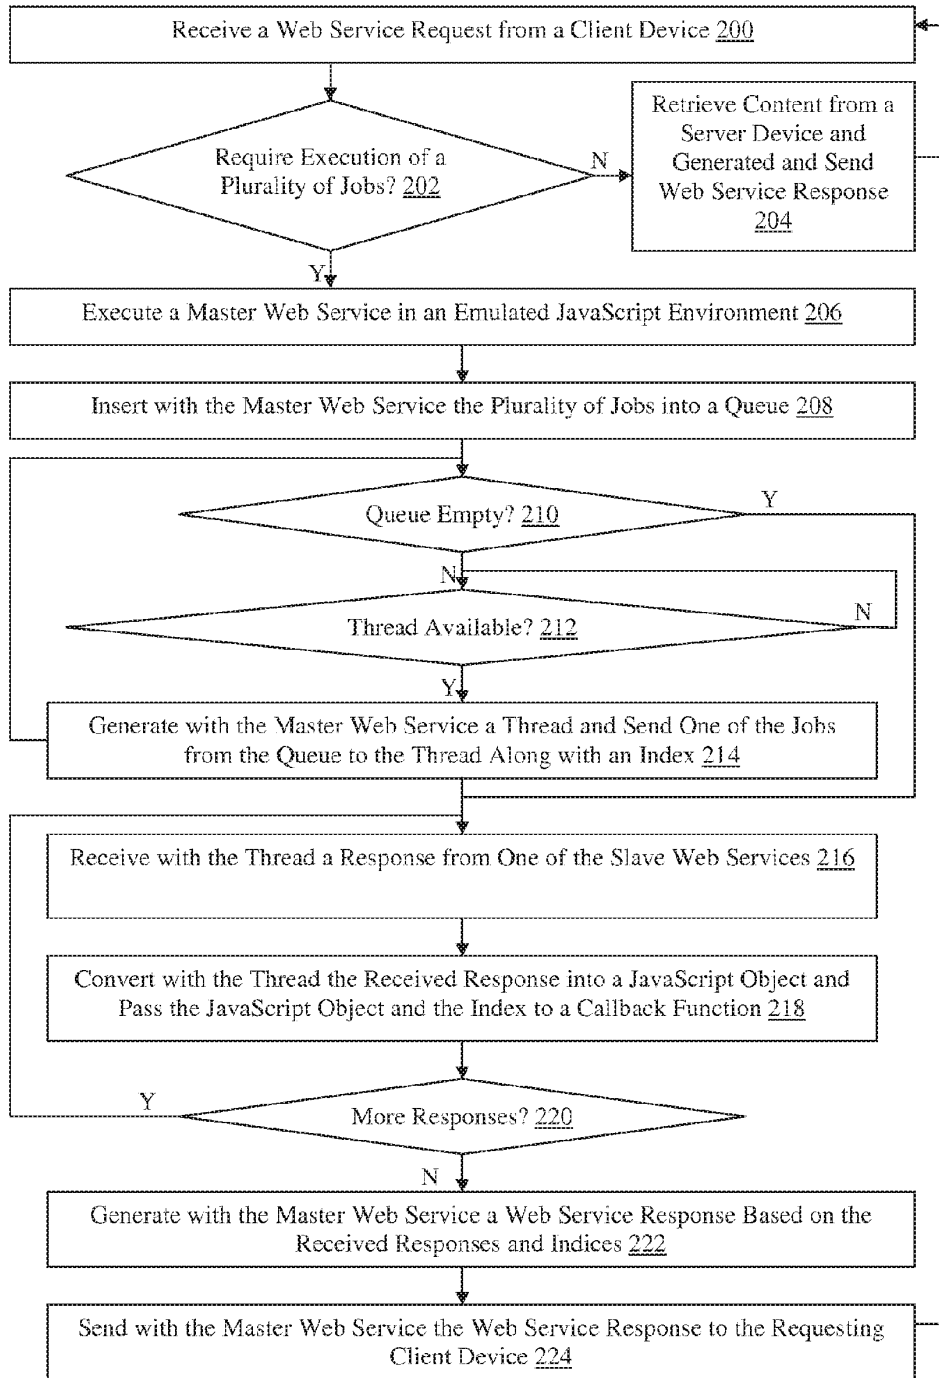 Receive a Web Service Request from a Client Device 200
Require Execution of a
Plurality of Jobs? 202
N
Retrieve Content from a
Server Device and
Generated and Send
Web Service Response
204
Y
Execute a Master Web Service in an Emulated JavaScript Environment 206
Insert with the Master Web Service the Plurality of Jobs into a Queue 208
Queue Empty? 210
Y
N
Thread Available? 212
N
Y
Generate with the Master Web Service a Thread and Send One of the Jobs
from the Queue to the Thread Along with an Index 214
Receive with the Thread a Response from One of the Slave Web Services 216
Convert with the Thread the Received Response into a JavaScript Object and
Pass the JavaScript Object and the Index to a Callback Function 218
Y
More Responses? 220
N
Generate with the Master Web Service a Web Service Response Based on the
Received Responses and Indices 222
Send with the Master Web Service the Web Service Response to the Requesting
Client Device 224